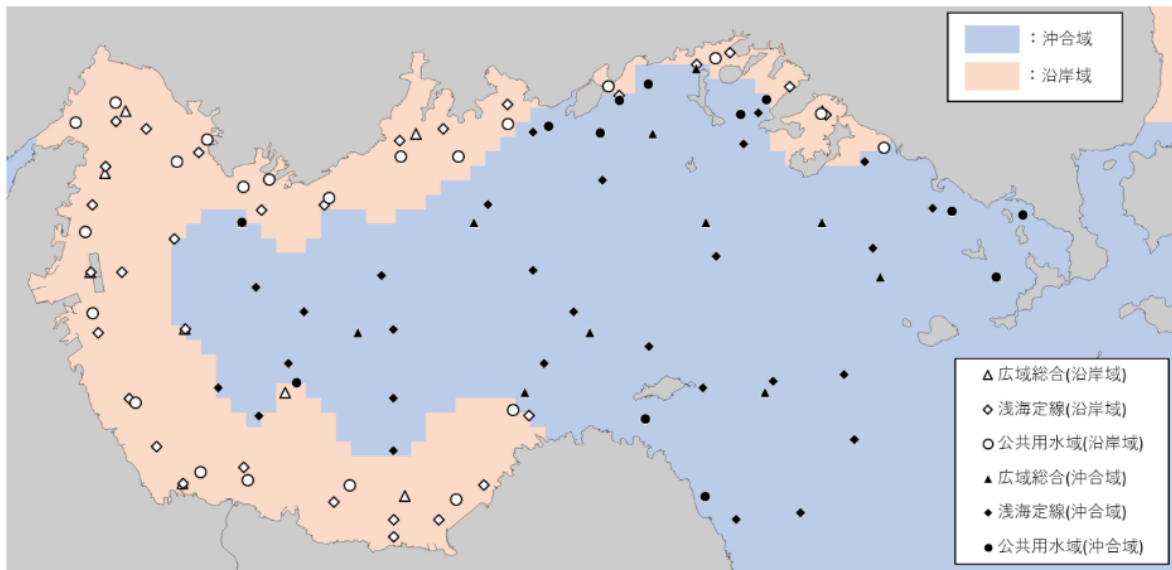 ：沖合域
：沿岸域
広域総合(沿岸域)
浅海定線(沿岸域)
公共用水域(沿岸域)
広域総合(沖合域)
浅海定線(沖合域)
公共用水域(沖合域)